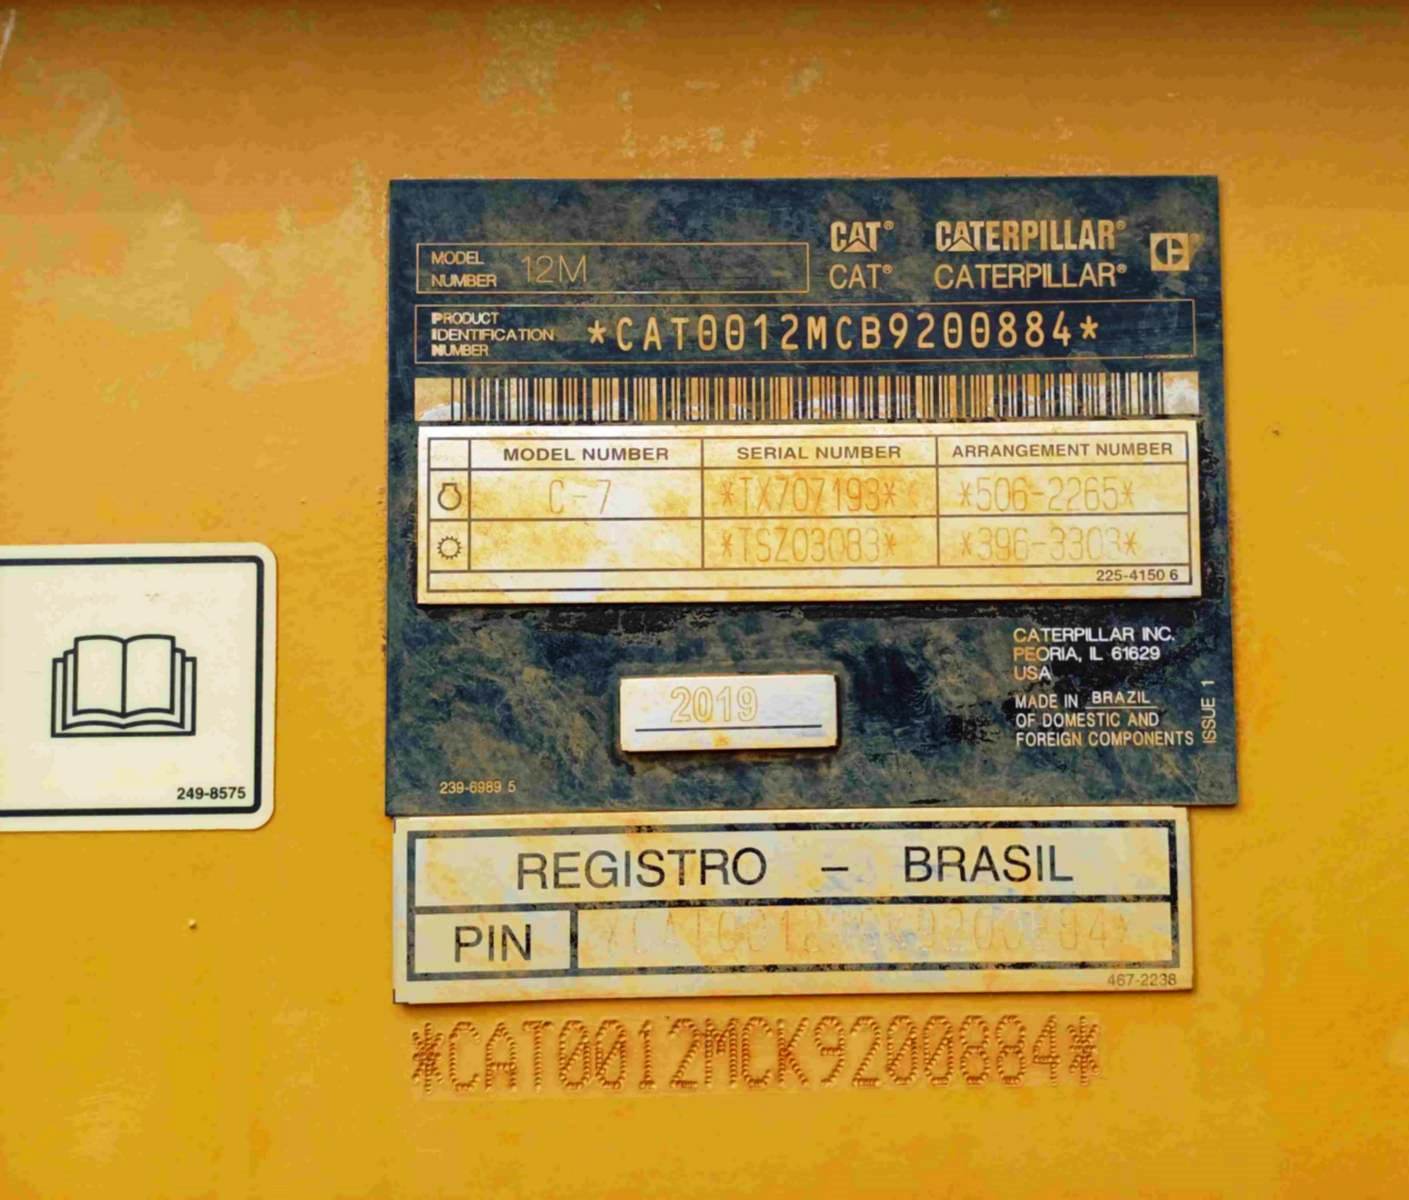 CAT® CATERPILLAR®
MODEL NUMBER 12M
CAT® CATERPILLAR®
PRODUCT IDENTIFICATION NUMBER *CAT0012MCB9200884*
MODEL NUMBER SERIAL NUMBER ARRANGEMENT NUMBER
C-7 *TX707193* *506-2265*
*TSZ03083* *396-3303*
225-4150 6
CATERPILLAR INC.
PEORIA, IL 61629
USA
2019
MADE IN BRAZIL
OF DOMESTIC AND
FOREIGN COMPONENTS
ISSUE 1
239-6989 5
249-8575
REGISTRO – BRASIL
PIN
467-2238
*CAT0012MCK9200884*